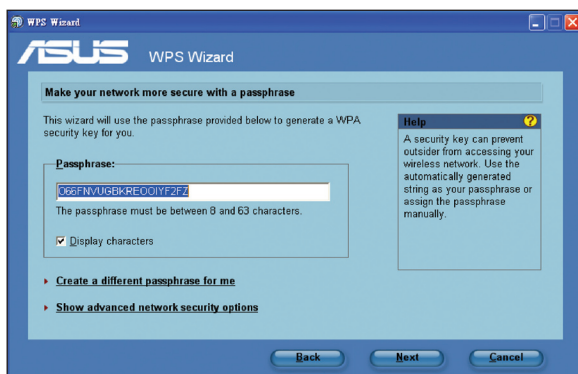 WPS Wizard
ASUS WPS Wizard
Make your network more secure with a passphrase
This wizard will use the passphrase provided below to generate a WPA
security key for you.
Passphrase:
O66FNVUGBKREOOIYF2FZ
The passphrase must be between 8 and 63 characters.
Display characters
Create a different passphrase for me
Show advanced network security options
Help
A security key can prevent
outsider from accessing your
wireless network. Use the
automatically generated
string as your passphrase or
assign the passphrase
manually.
Back Next Cancel